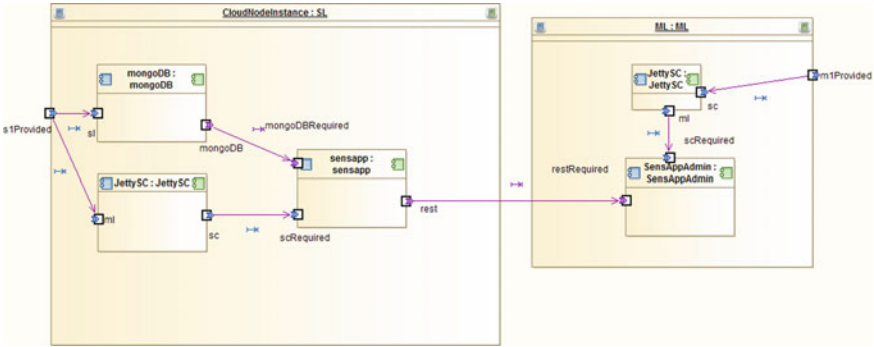 CloudNodeInstance : SL
mongoDB :
mongoDB
s1Provided
sl
mongoDB
mongoDBRequired
JettySC : JettySC
ml
sc
sensapp :
sensapp
scRequired
rest
ML : ML
JettySC :
JettySC
sc
m1Provided
ml
scRequired
restRequired
SensAppAdmin :
SensAppAdmin